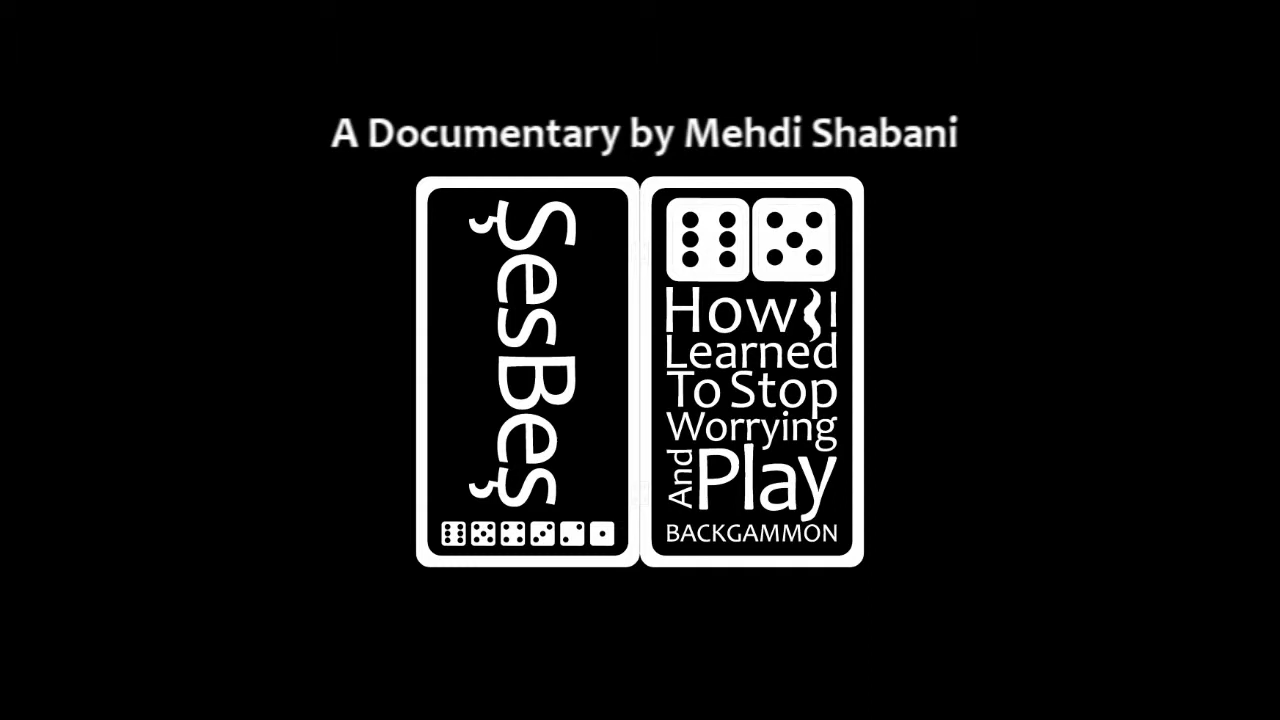 A Documentary by Mehdi Shabani
ŞesBeş
How I
Learned
To Stop
Worrying
And Play
BACKGAMMON